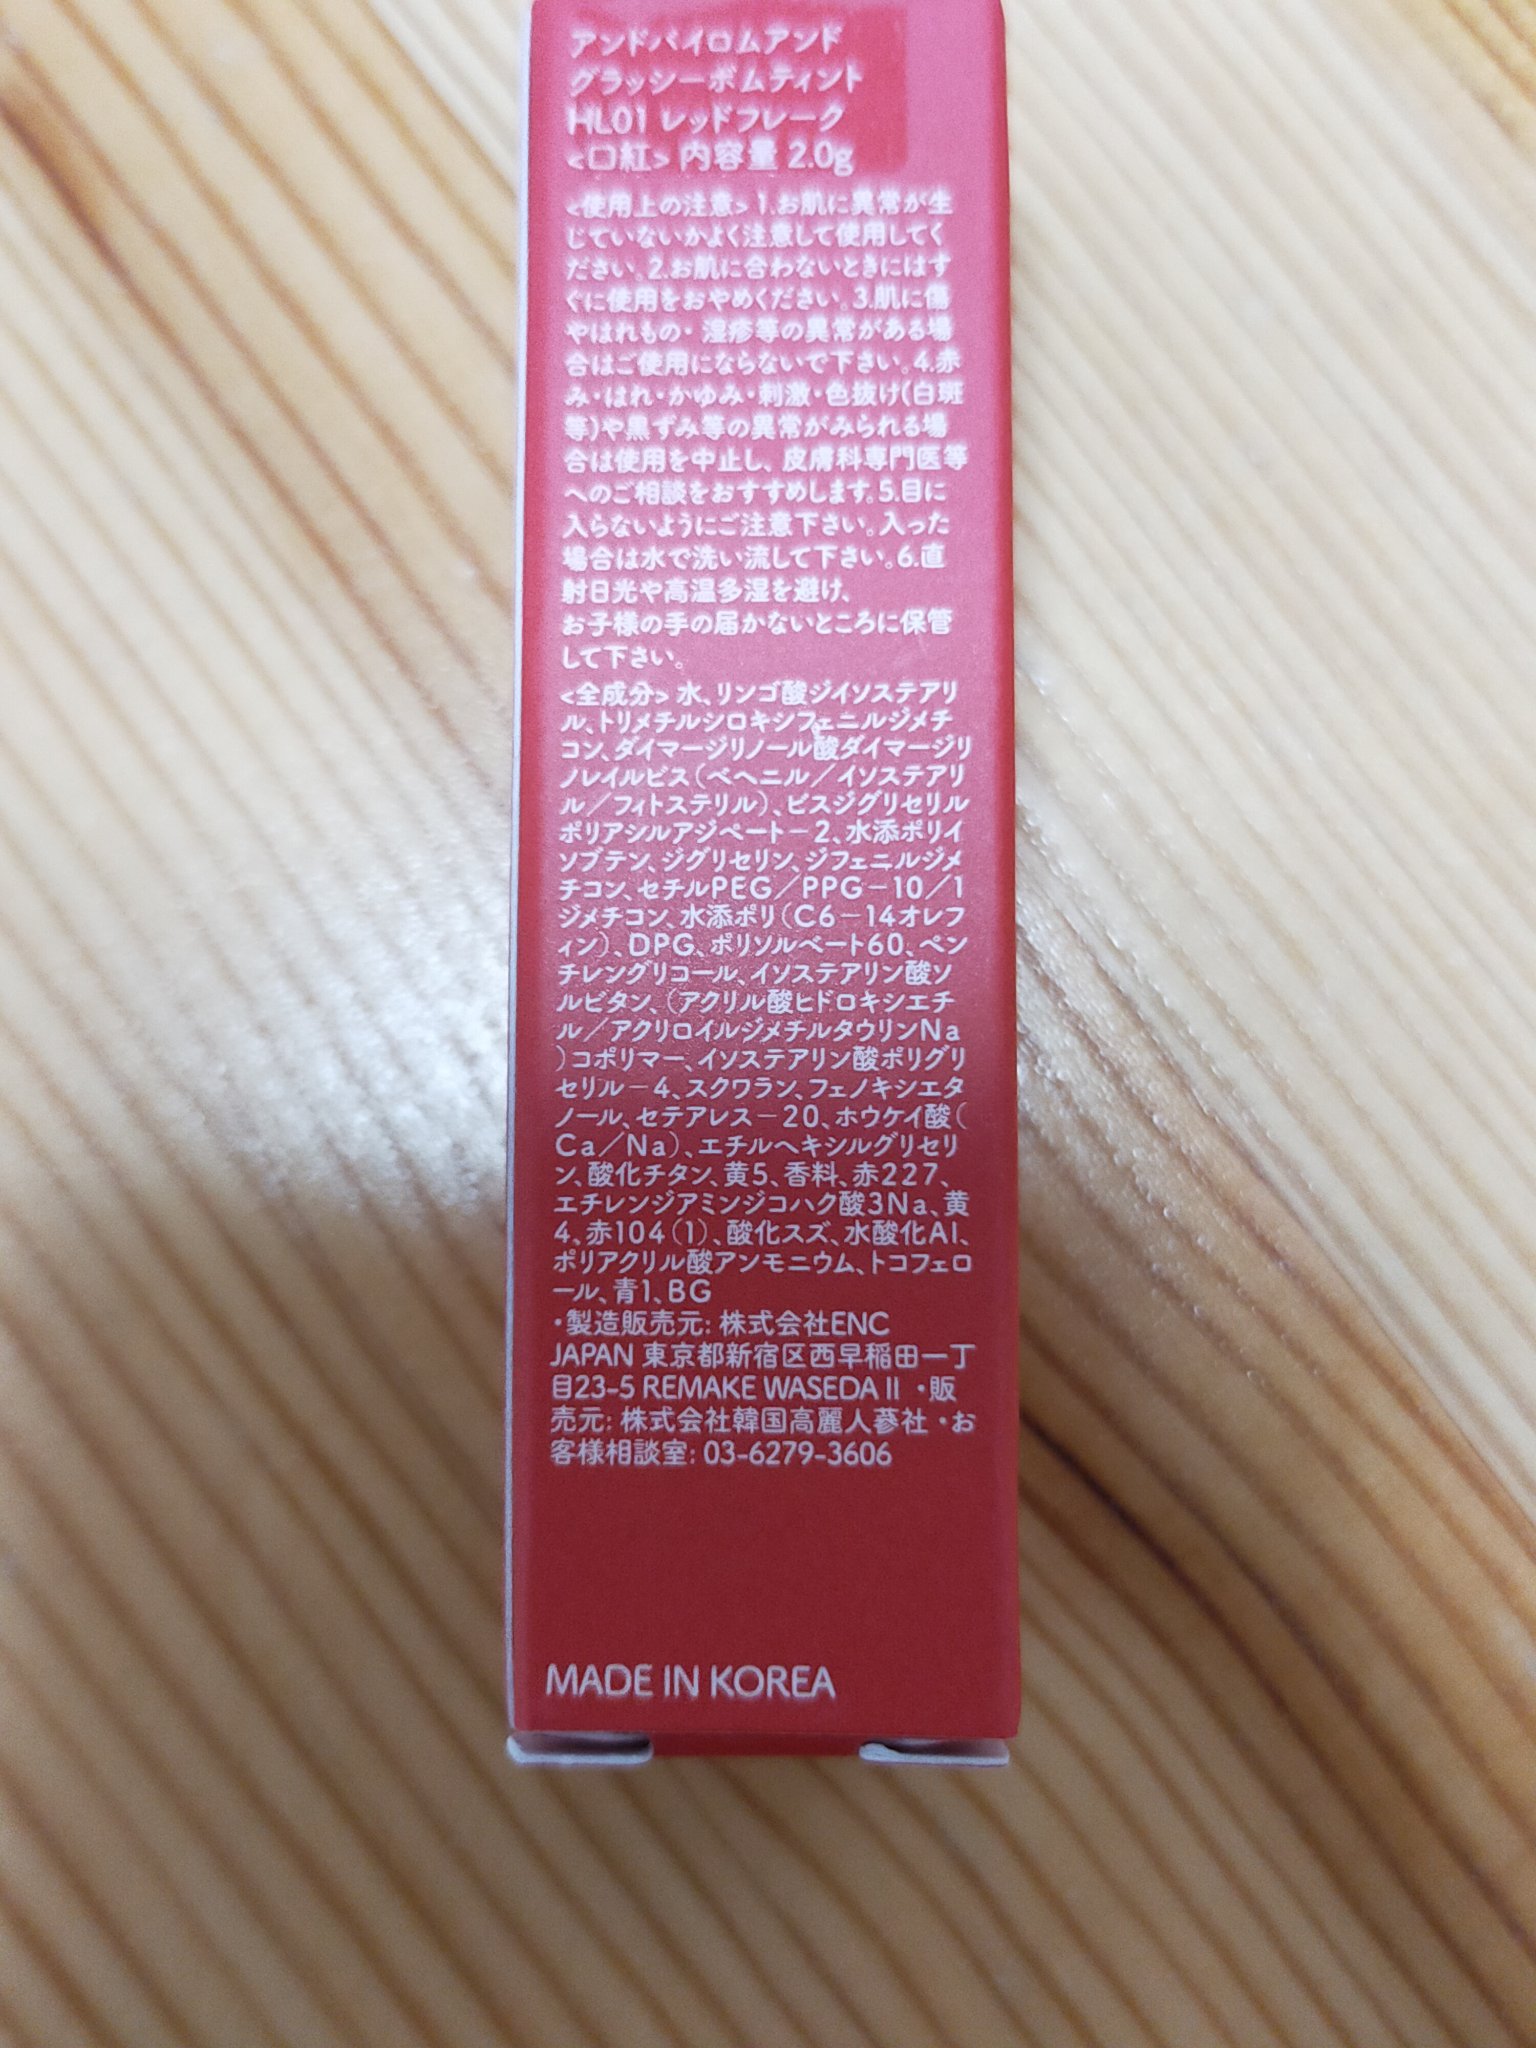 アンドバイロムアンド
グラッシーボムティント
HL01 レッドフレーク
<口紅> 内容量 2.0g
<使用上の注意> 1.お肌に異常が生
じていないかよく注意して使用してく
ださい。2.お肌に合わないときにはす
ぐに使用をおやめください。3.肌に傷
やはれもの・ 湿疹等の異常がある場
合はご使用にならないで下さい。4.赤
み・はれ・かゆみ・刺激・色抜け(白斑
等)や黒ずみ等の異常がみられる場
合は使用を中止し、皮膚科専門医等
へのご相談をおすすめします。5.目に
入らないようにご注意下さい。入った
場合は水で洗い流して下さい。6.直
射日光や高温多湿を避け、
お子様の手の届かないところに保管
して下さい。
<全成分> 水、リンゴ酸ジイソステアリ
ル、トリメチルシロキシフェニルジメチ
コン、ダイマージリノール酸ダイマージリ
ノレイルビス(ベヘニル/イソステアリ
ル/フィトステリル)、ビスジグリセリル
ポリアシルアジペート-2、水添ポリイ
ソブテン、ジグリセリン、ジフェニルジメ
チコン、セチルPEG/PPG-10/1
ジメチコン、水添ポリ(C6-14オレフ
ィン)、DPG、ポリソルベート60、ペン
チレングリコール、イソステアリン酸ソ
ルビタン、(アクリル酸ヒドロキシエチ
ル/アクリロイルジメチルタウリンNa
)コポリマー、イソステアリン酸ポリグリ
セリル-4、スクワラン、フェノキシエタ
ノール、セテアレス-20、ホウケイ酸(
Ca/Na)、エチルヘキシルグリセリ
ン、酸化チタン、黄5、香料、赤227、
エチレンジアミンジコハク酸3Na、黄
4、赤104(1)、酸化スズ、水酸化Al、
ポリアクリル酸アンモニウム、トコフェロ
ール、青1、BG
・製造販売元: 株式会社ENC
JAPAN 東京都新宿区西早稲田一丁
目23-5 REMAKE WASEDA II ・販
売元: 株式会社韓国高麗人蔘社 ・お
客様相談室: 03-6279-3606
MADE IN KOREA